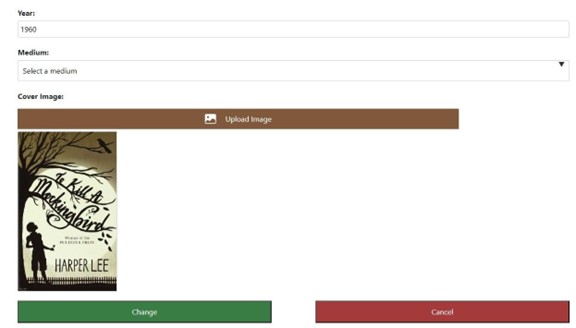 Year:
1960
Medium:
Select a medium
Cover Image:
Upload Image
To Kill A
Mockingbird
Winner of the
PULITZER PRIZE
HARPER LEE
Change
Cancel